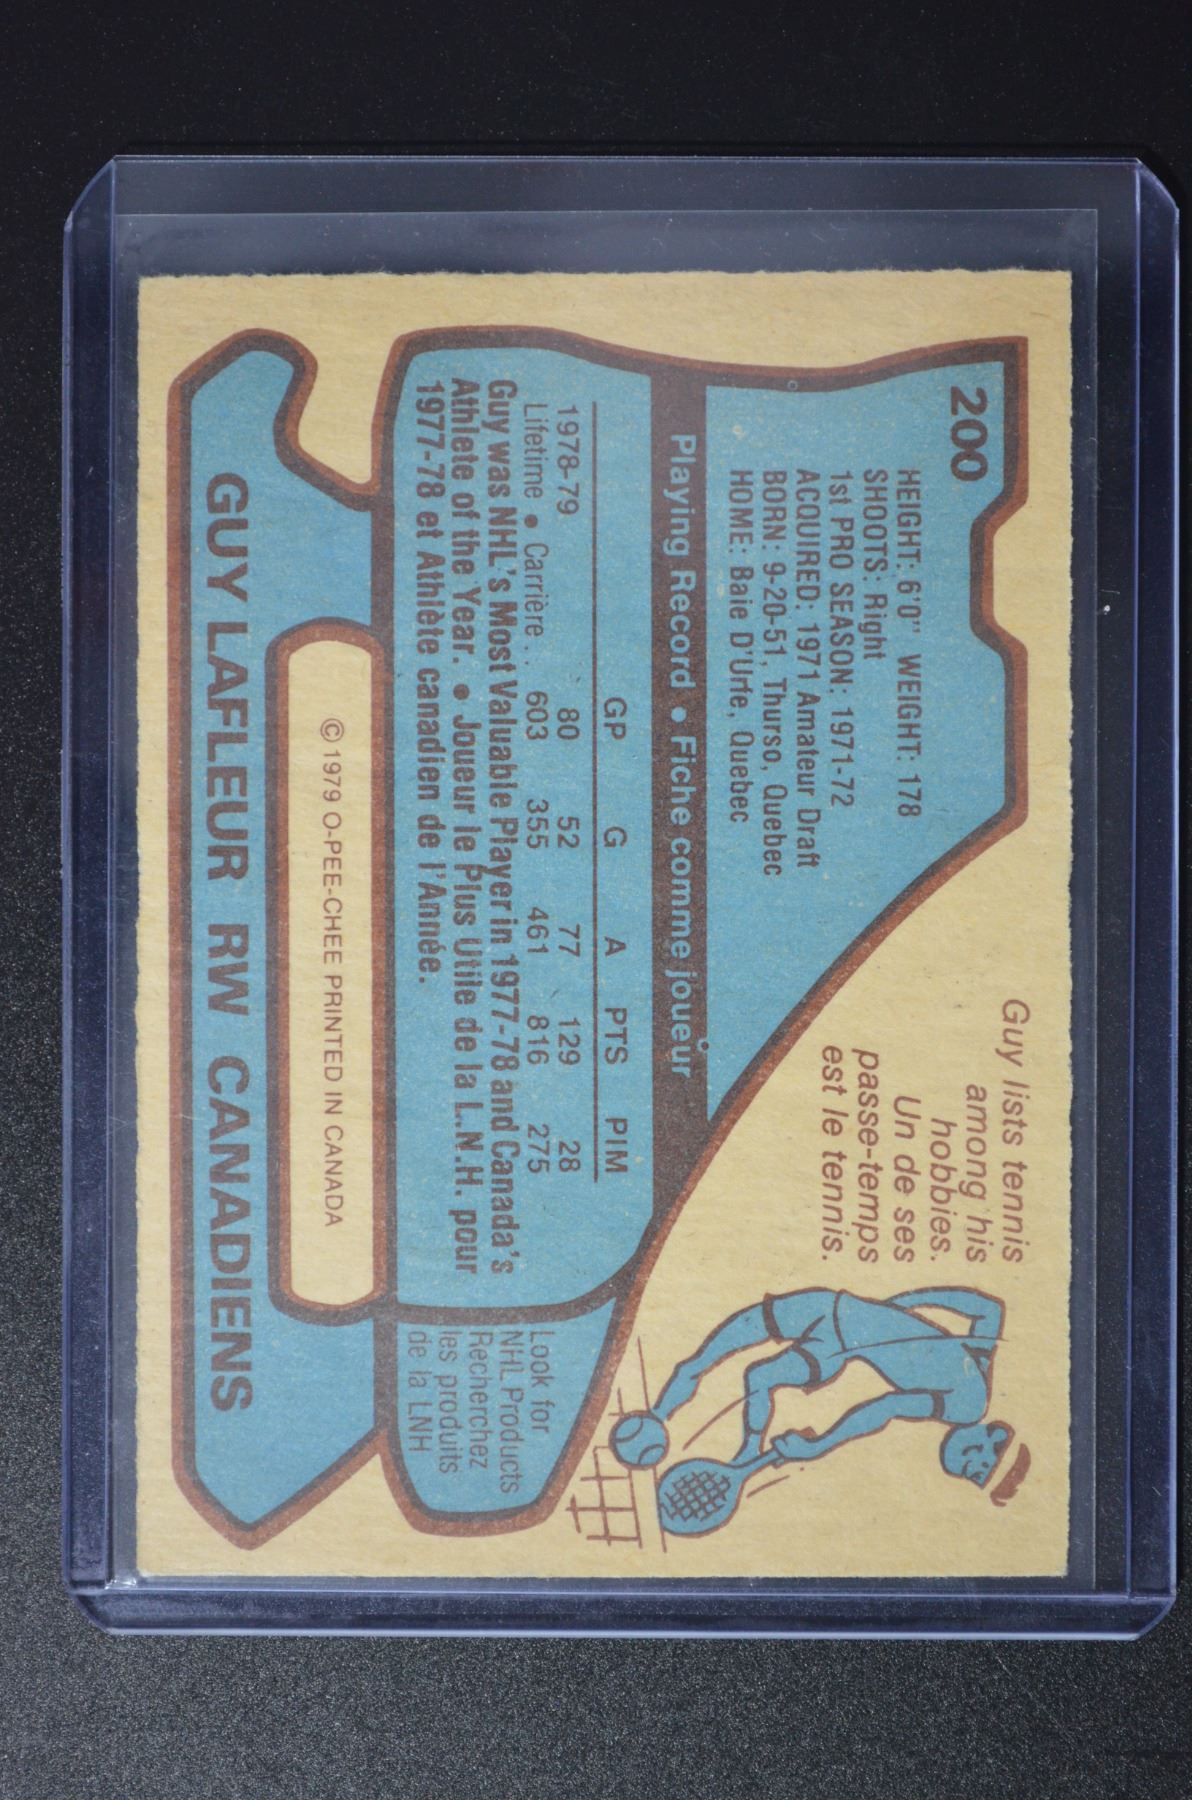 200
HEIGHT: 6'0" WEIGHT: 178
SHOOTS: Right
1st PRO SEASON: 1971-72
ACQUIRED: 1971 Amateur Draft
BORN: 9-20-51, Thurso, Quebec
HOME: Baie D'Urfe, Quebec
Guy lists tennis
among his
hobbies.
Un de ses
passe-temps
est le tennis.
Playing Record • Fiche comme joueur
GP G A PTS PIM
1978-79 80 52 77 129 28
Lifetime • Carrière . . 603 355 461 816 275
Guy was NHL's Most Valuable Player in 1977-78 and Canada's
Athlete of the Year. • Joueur le Plus Utile de la L.N.H. pour
1977-78 et Athlète canadien de l'Année.
Look for
NHL Products
Recherchez
les produits
de la LNH
© 1979 O-PEE-CHEE PRINTED IN CANADA
GUY LAFLEUR RW CANADIENS